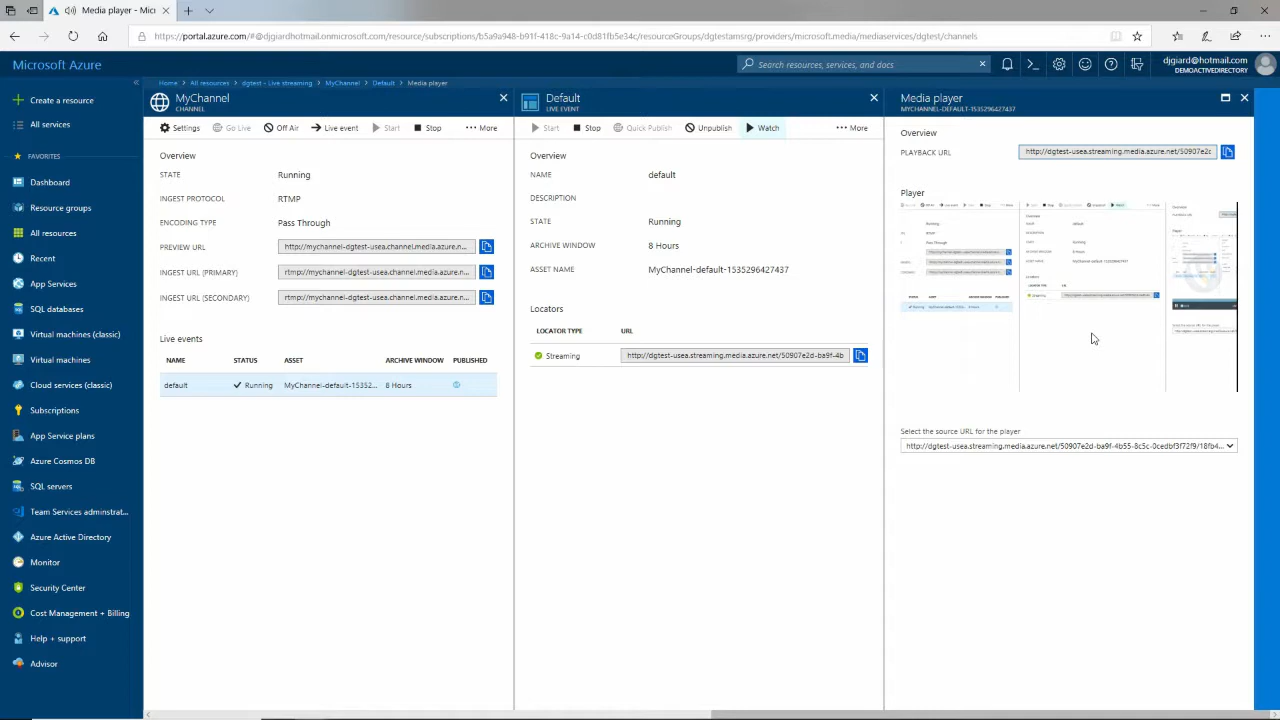 Media player - Mic
https://portal.azure.com/#@djgiardhotmail.onmicrosoft.com/resource/subscriptions/b5a9a948-b91f-418c-9a14-c0d81fb5e34c/resourceGroups/dgtestamsrg/providers/microsoft.media/mediaservices/dgtest/channels
Microsoft Azure
Search resources, services, and docs
djgiard@hotmail.com
DEMOACTIVEDIRECTORY
Home
All resources
dgtest - Live streaming
MyChannel
Default
Media player
Create a resource
All services
FAVORITES
Dashboard
Resource groups
All resources
Recent
App Services
SQL databases
Virtual machines (classic)
Virtual machines
Cloud services (classic)
Subscriptions
App Service plans
Azure Cosmos DB
SQL servers
Team Services adminstrat...
Azure Active Directory
Monitor
Security Center
Cost Management + Billing
Help + support
Advisor
MyChannel
CHANNEL
Settings Go Live Off Air Live event Start Stop More
Overview
STATE Running
INGEST PROTOCOL RTMP
ENCODING TYPE Pass Through
PREVIEW URL http://mychannel-dgtest-usea.channel.media.azure.n...
INGEST URL (PRIMARY) rtmp://mychannel-dgtest-usea.channel.media.azure.n...
INGEST URL (SECONDARY) rtmp://mychannel-dgtest-usea.channel.media.azure.n...
Live events
NAME STATUS ASSET ARCHIVE WINDOW PUBLISHED
default Running MyChannel-default-15352... 8 Hours
Default
LIVE EVENT
Start Stop Quick Publish Unpublish Watch More
Overview
NAME default
DESCRIPTION
STATE Running
ARCHIVE WINDOW 8 Hours
ASSET NAME MyChannel-default-1535296427437
Locators
LOCATOR TYPE URL
Streaming http://dgtest-usea.streaming.media.azure.net/50907e2d-ba9f-4b
Media player
MYCHANNEL-DEFAULT-1535296427437
Overview
PLAYBACK URL http://dgtest-usea.streaming.media.azure.net/50907e2c
Player
Select the source URL for the player
http://dgtest-usea.streaming.media.azure.net/50907e2d-ba9f-4b55-8c5c-0cedbf3f72f9/18fb4...